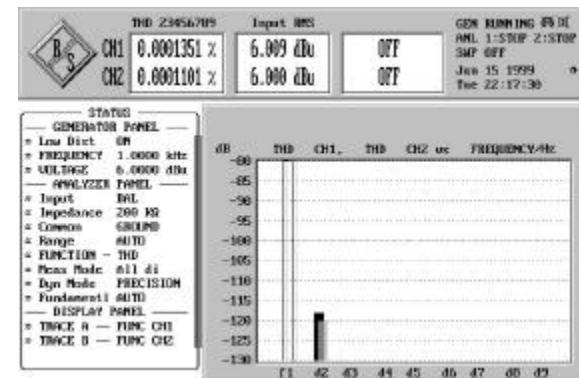 THD 23456789 Input RMS
R S
CH1 0.0001351 % 6.009 dBu OFF
CH2 0.0001101 % 6.000 dBu OFF
GEN RUNNING
ANL 1:STOP 2:STOP
SWP OFF
Jun 15 1999
Tue 22:17:30
STATUS
GENERATOR PANEL
Low Dist ON
FREQUENCY 1.0000 kHz
VOLTAGE 6.0000 dBu
ANALYZER PANEL
Input BAL
Impedance 200 kΩ
Common GROUND
Range AUTO
FUNCTION - THD
Meas Mode All di
Dyn Mode PRECISION
Fundamentl AUTO
DISPLAY PANEL
TRACE A - FUNC CH1
TRACE B - FUNC CH2
dB THD CH1, THD CH2 vs FREQUENCY/Hz
-80
-85
-90
-95
-100
-105
-110
-115
-120
-125
-130
f1 d2 d3 d4 d5 d6 d7 d8 d9